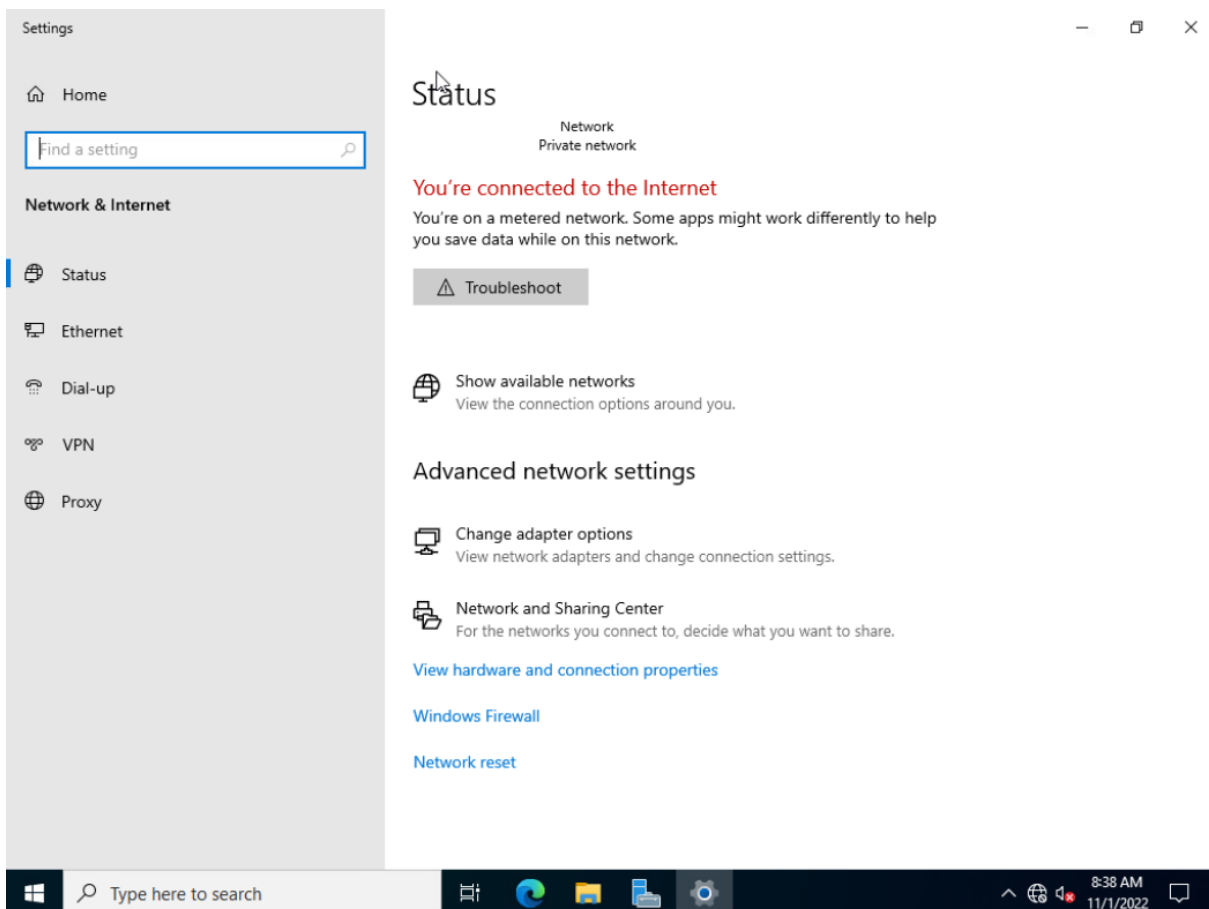 Settings
Home
Find a setting
Network & Internet
Status
Ethernet
Dial-up
VPN
Proxy
Status
Network
Private network
You're connected to the Internet
You're on a metered network. Some apps might work differently to help
you save data while on this network.
Troubleshoot
Show available networks
View the connection options around you.
Advanced network settings
Change adapter options
View network adapters and change connection settings.
Network and Sharing Center
For the networks you connect to, decide what you want to share.
View hardware and connection properties
Windows Firewall
Network reset
Type here to search
8:38 AM
11/1/2022